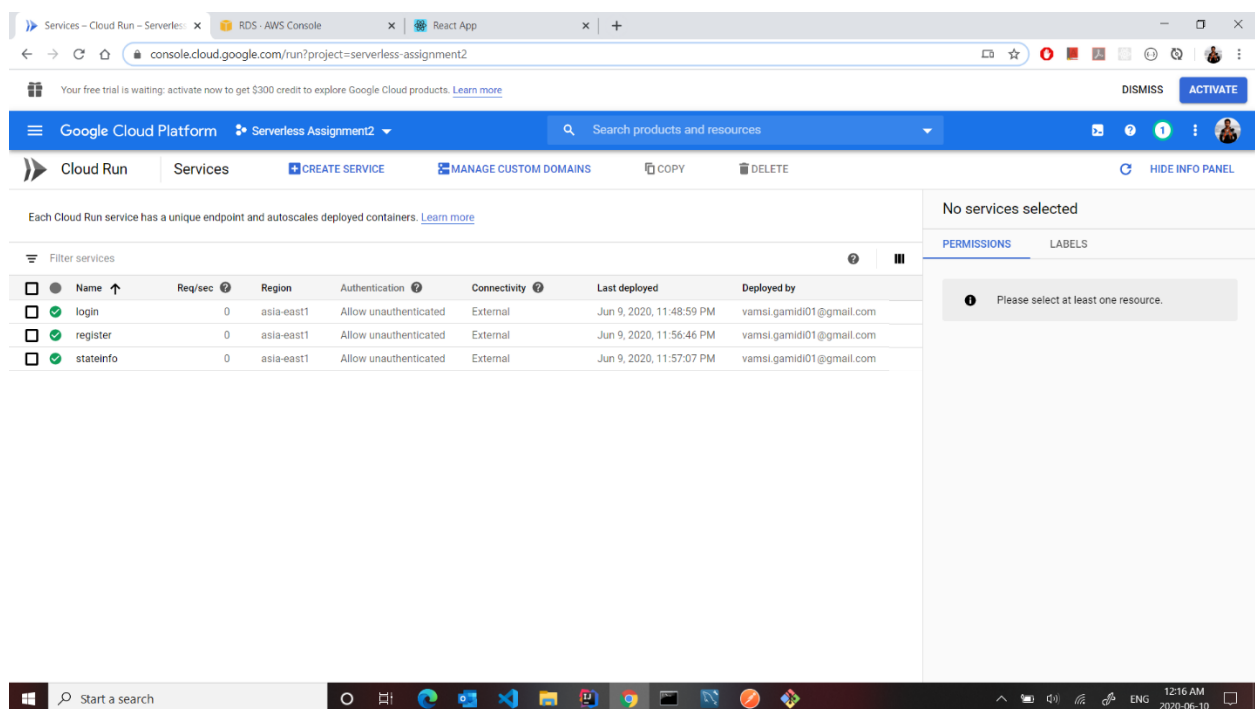 Services – Cloud Run – Serverles
RDS - AWS Console
React App
console.cloud.google.com/run?project=serverless-assignment2
Your free trial is waiting: activate now to get $300 credit to explore Google Cloud products. Learn more
DISMISS
ACTIVATE
Google Cloud Platform
Serverless Assignment2
Search products and resources
1
Cloud Run
Services
CREATE SERVICE
MANAGE CUSTOM DOMAINS
COPY
DELETE
HIDE INFO PANEL
Each Cloud Run service has a unique endpoint and autoscales deployed containers. Learn more
No services selected
PERMISSIONS
LABELS
Filter services
Please select at least one resource.
Name Req/sec Region Authentication Connectivity Last deployed Deployed by
login 0 asia-east1 Allow unauthenticated External Jun 9, 2020, 11:48:59 PM vamsi.gamidi01@gmail.com
register 0 asia-east1 Allow unauthenticated External Jun 9, 2020, 11:56:46 PM vamsi.gamidi01@gmail.com
stateinfo 0 asia-east1 Allow unauthenticated External Jun 9, 2020, 11:57:07 PM vamsi.gamidi01@gmail.com
Start a search
ENG
12:16 AM
2020-06-10